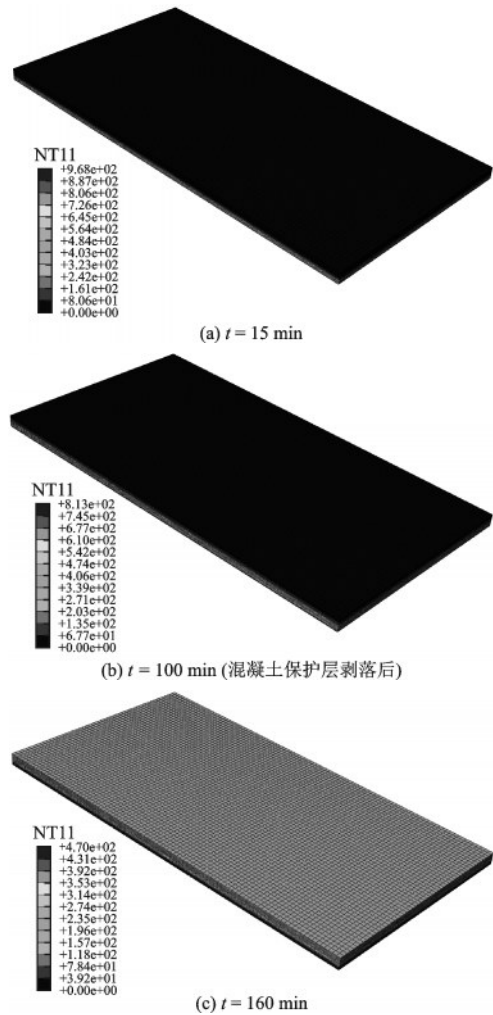 NT11
+9.68e+02
+8.87e+02
+8.06e+02
+7.26e+02
+6.45e+02
+5.64e+02
+4.84e+02
+4.03e+02
+3.23e+02
+2.42e+02
+1.61e+02
+8.06e+01
+0.00e+00
(a) t = 15 min
NT11
+8.13e+02
+7.45e+02
+6.77e+02
+6.10e+02
+5.42e+02
+4.74e+02
+4.06e+02
+3.39e+02
+2.71e+02
+2.03e+02
+1.35e+02
+6.77e+01
+0.00e+00
(b) t = 100 min (混凝土保护层剥落后)
NT11
+4.70e+02
+4.31e+02
+3.92e+02
+3.53e+02
+3.14e+02
+2.74e+02
+2.35e+02
+1.96e+02
+1.57e+02
+1.18e+02
+7.84e+01
+3.92e+01
+0.00e+00
(c) t = 160 min